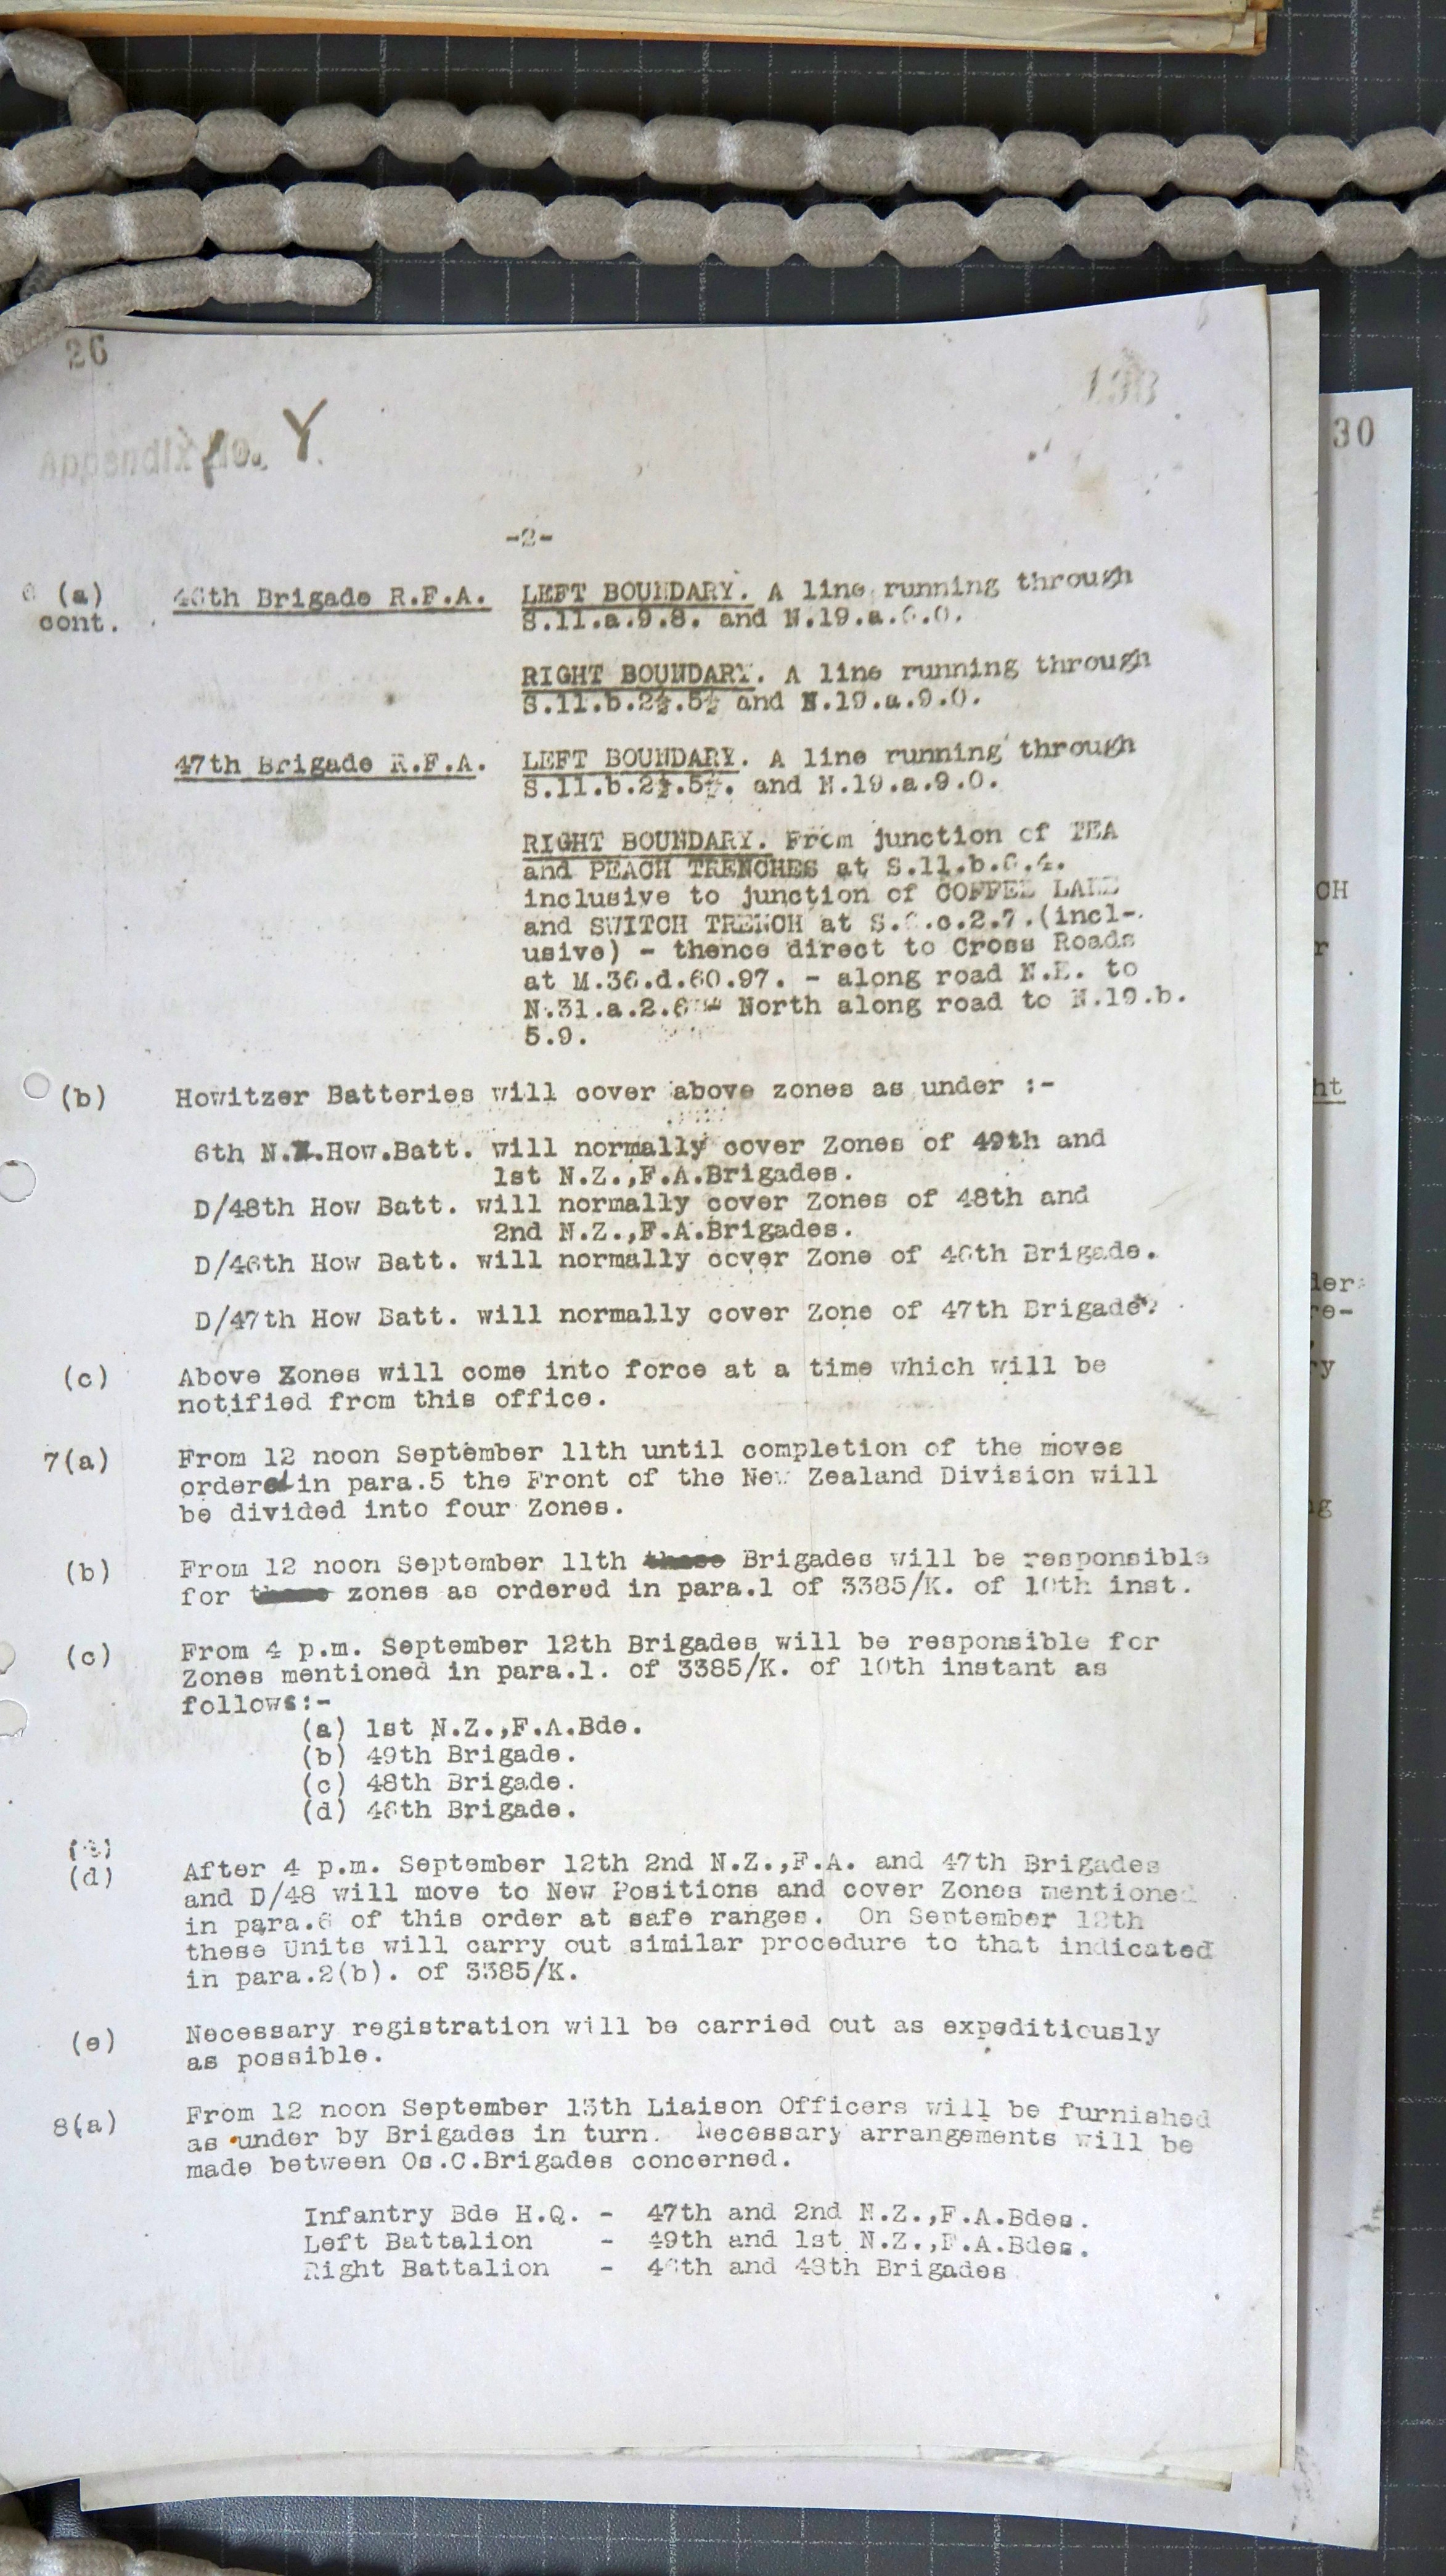 26
Appendix No. Y.
-2-
6 (a) 46th Brigade R.F.A. LEFT BOUNDARY. A line running through
cont. S.11.a.9.8. and N.19.a.6.0.
RIGHT BOUNDARY. A line running through
S.11.b.2½.5½ and N.19.a.9.0.
47th Brigade R.F.A. LEFT BOUNDARY. A line running through
S.11.b.2½.5½. and N.19.a.9.0.
RIGHT BOUNDARY. From junction of TEA
and PEACH TRENCHES at S.11.b.6.4.
inclusive to junction of COFFEE LANE
and SWITCH TRENCH at S.6.c.2.7.(incl-
usive) - thence direct to Cross Roads
at M.36.d.60.97. - along road N.E. to
N.31.a.2.6 - North along road to N.19.b.
5.9.
(b) Howitzer Batteries will cover above zones as under :-
6th N.Z.How.Batt. will normally cover Zones of 49th and
1st N.Z.,F.A.Brigades.
D/48th How Batt. will normally cover Zones of 48th and
2nd N.Z.,F.A.Brigades.
D/46th How Batt. will normally cover Zone of 46th Brigade.
D/47th How Batt. will normally cover Zone of 47th Brigade.
(c) Above Zones will come into force at a time which will be
notified from this office.
7(a) From 12 noon September 11th until completion of the moves
ordered in para.5 the Front of the New Zealand Division will
be divided into four Zones.
(b) From 12 noon September 11th these Brigades will be responsible
for these zones as ordered in para.1 of 3385/K. of 10th inst.
(c) From 4 p.m. September 12th Brigades will be responsible for
Zones mentioned in para.1. of 3385/K. of 10th instant as
follows:-
(a) 1st N.Z.,F.A.Bde.
(b) 49th Brigade.
(c) 48th Brigade.
(d) 46th Brigade.
(d) After 4 p.m. September 12th 2nd N.Z.,F.A. and 47th Brigades
and D/48 will move to New Positions and cover Zones mentioned
in para.6 of this order at safe ranges. On September 12th
these Units will carry out similar procedure to that indicated
in para.2(b). of 3385/K.
(e) Necessary registration will be carried out as expeditiously
as possible.
8(a) From 12 noon September 13th Liaison Officers will be furnished
as under by Brigades in turn. Necessary arrangements will be
made between Os.C.Brigades concerned.
Infantry Bde H.Q. - 47th and 2nd N.Z.,F.A.Bdes.
Left Battalion - 49th and 1st N.Z.,F.A.Bdes.
Right Battalion - 46th and 48th Brigades
30
CH
r
ht
re-
ry